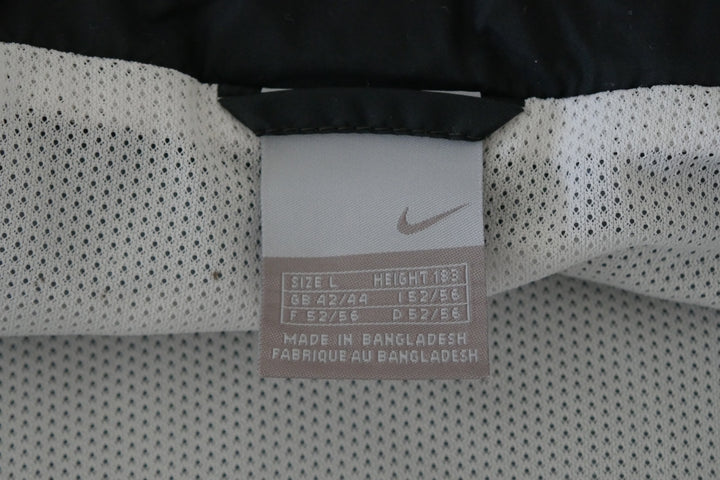 SIZE L HEIGHT 183
GB 42/44 I 52/56
F 52/56 D 52/56
MADE IN BANGLADESH
FABRIQUE AU BANGLADESH